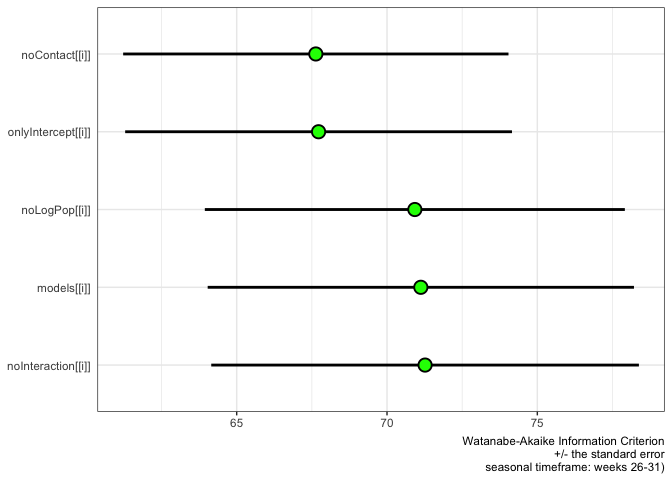 noContact[[i]]
onlyIntercept[[i]]
noLogPop[[i]]
models[[i]]
noInteraction[[i]]
65 70 75
Watanabe-Akaike Information Criterion
+/- the standard error
seasonal timeframe: weeks 26-31)